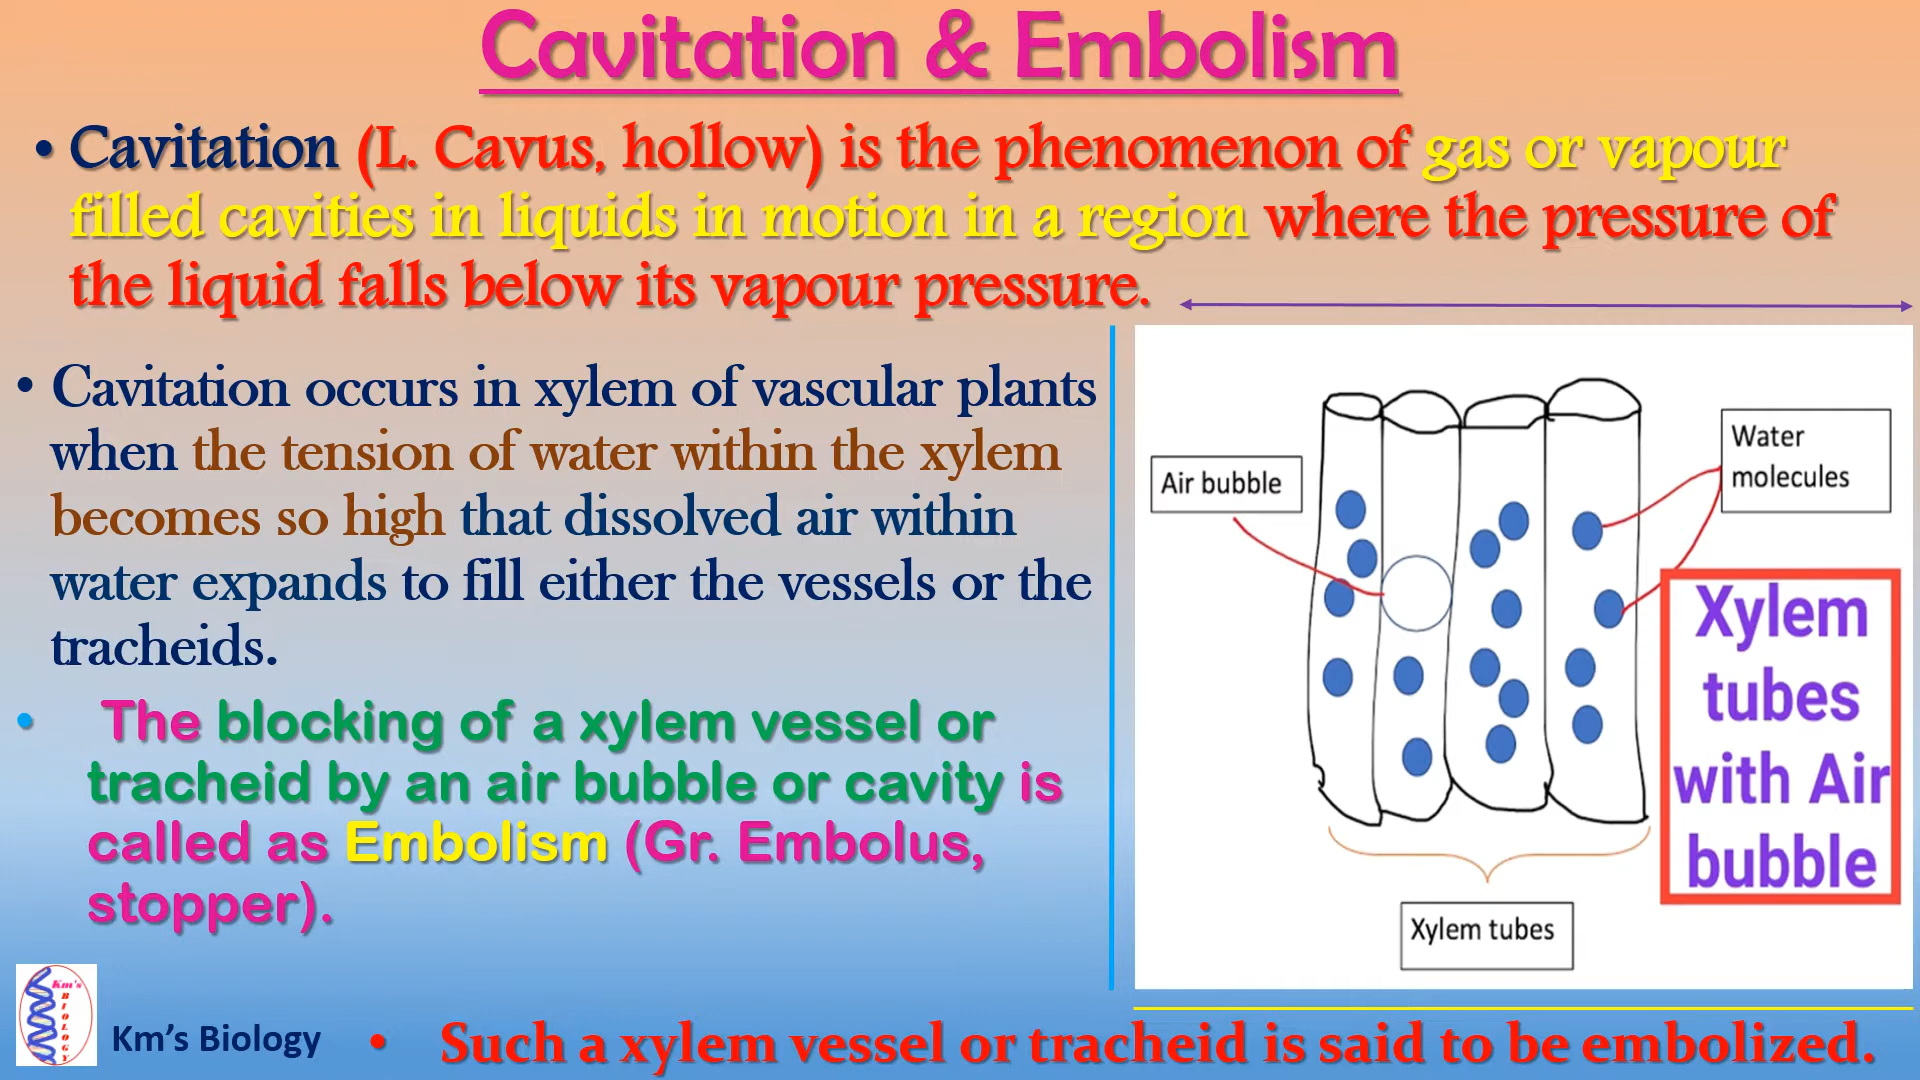 Cavitation & Embolism
• Cavitation (L. Cavus, hollow) is the phenomenon of gas or vapour
filled cavities in liquids in motion in a region where the pressure of
the liquid falls below its vapour pressure.
• Cavitation occurs in xylem of vascular plants
when the tension of water within the xylem
becomes so high that dissolved air within
water expands to fill either the vessels or the
tracheids.
• The blocking of a xylem vessel or
tracheid by an air bubble or cavity is
called as Embolism (Gr. Embolus,
stopper).
Air bubble
Water
molecules
Xylem
tubes
with Air
bubble
Xylem tubes
Km's
BIOLOGY
Km’s Biology
• Such a xylem vessel or tracheid is said to be embolized.